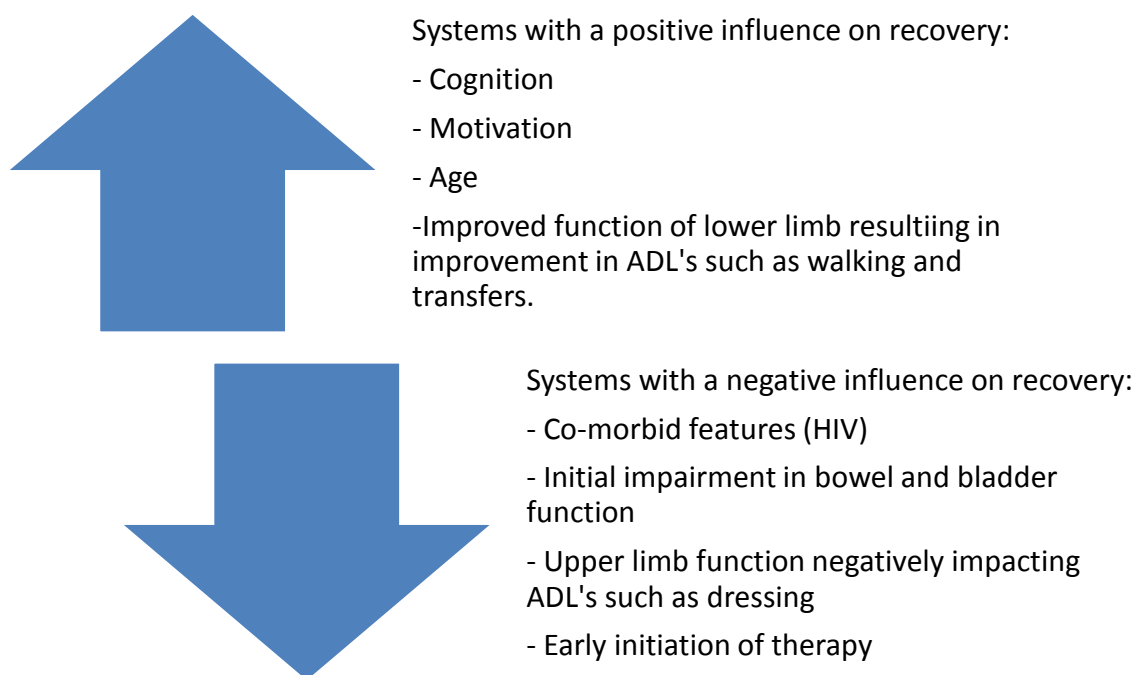 Systems with a positive influence on recovery:
- Cognition
- Motivation
- Age
-Improved function of lower limb resultiing in
improvement in ADL's such as walking and
transfers.
Systems with a negative influence on recovery:
- Co-morbid features (HIV)
- Initial impairment in bowel and bladder
function
- Upper limb function negatively impacting
ADL's such as dressing
- Early initiation of therapy